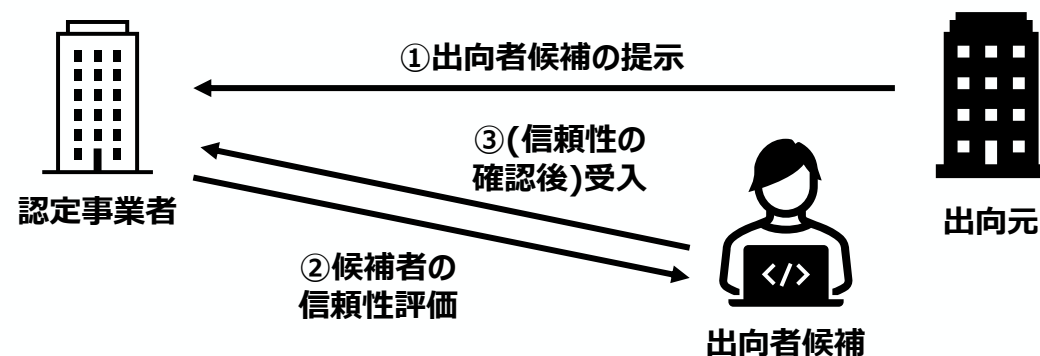 ①出向者候補の提示
③(信頼性の
確認後)受入
認定事業者
出向元
②候補者の
信頼性評価
</>
出向者候補